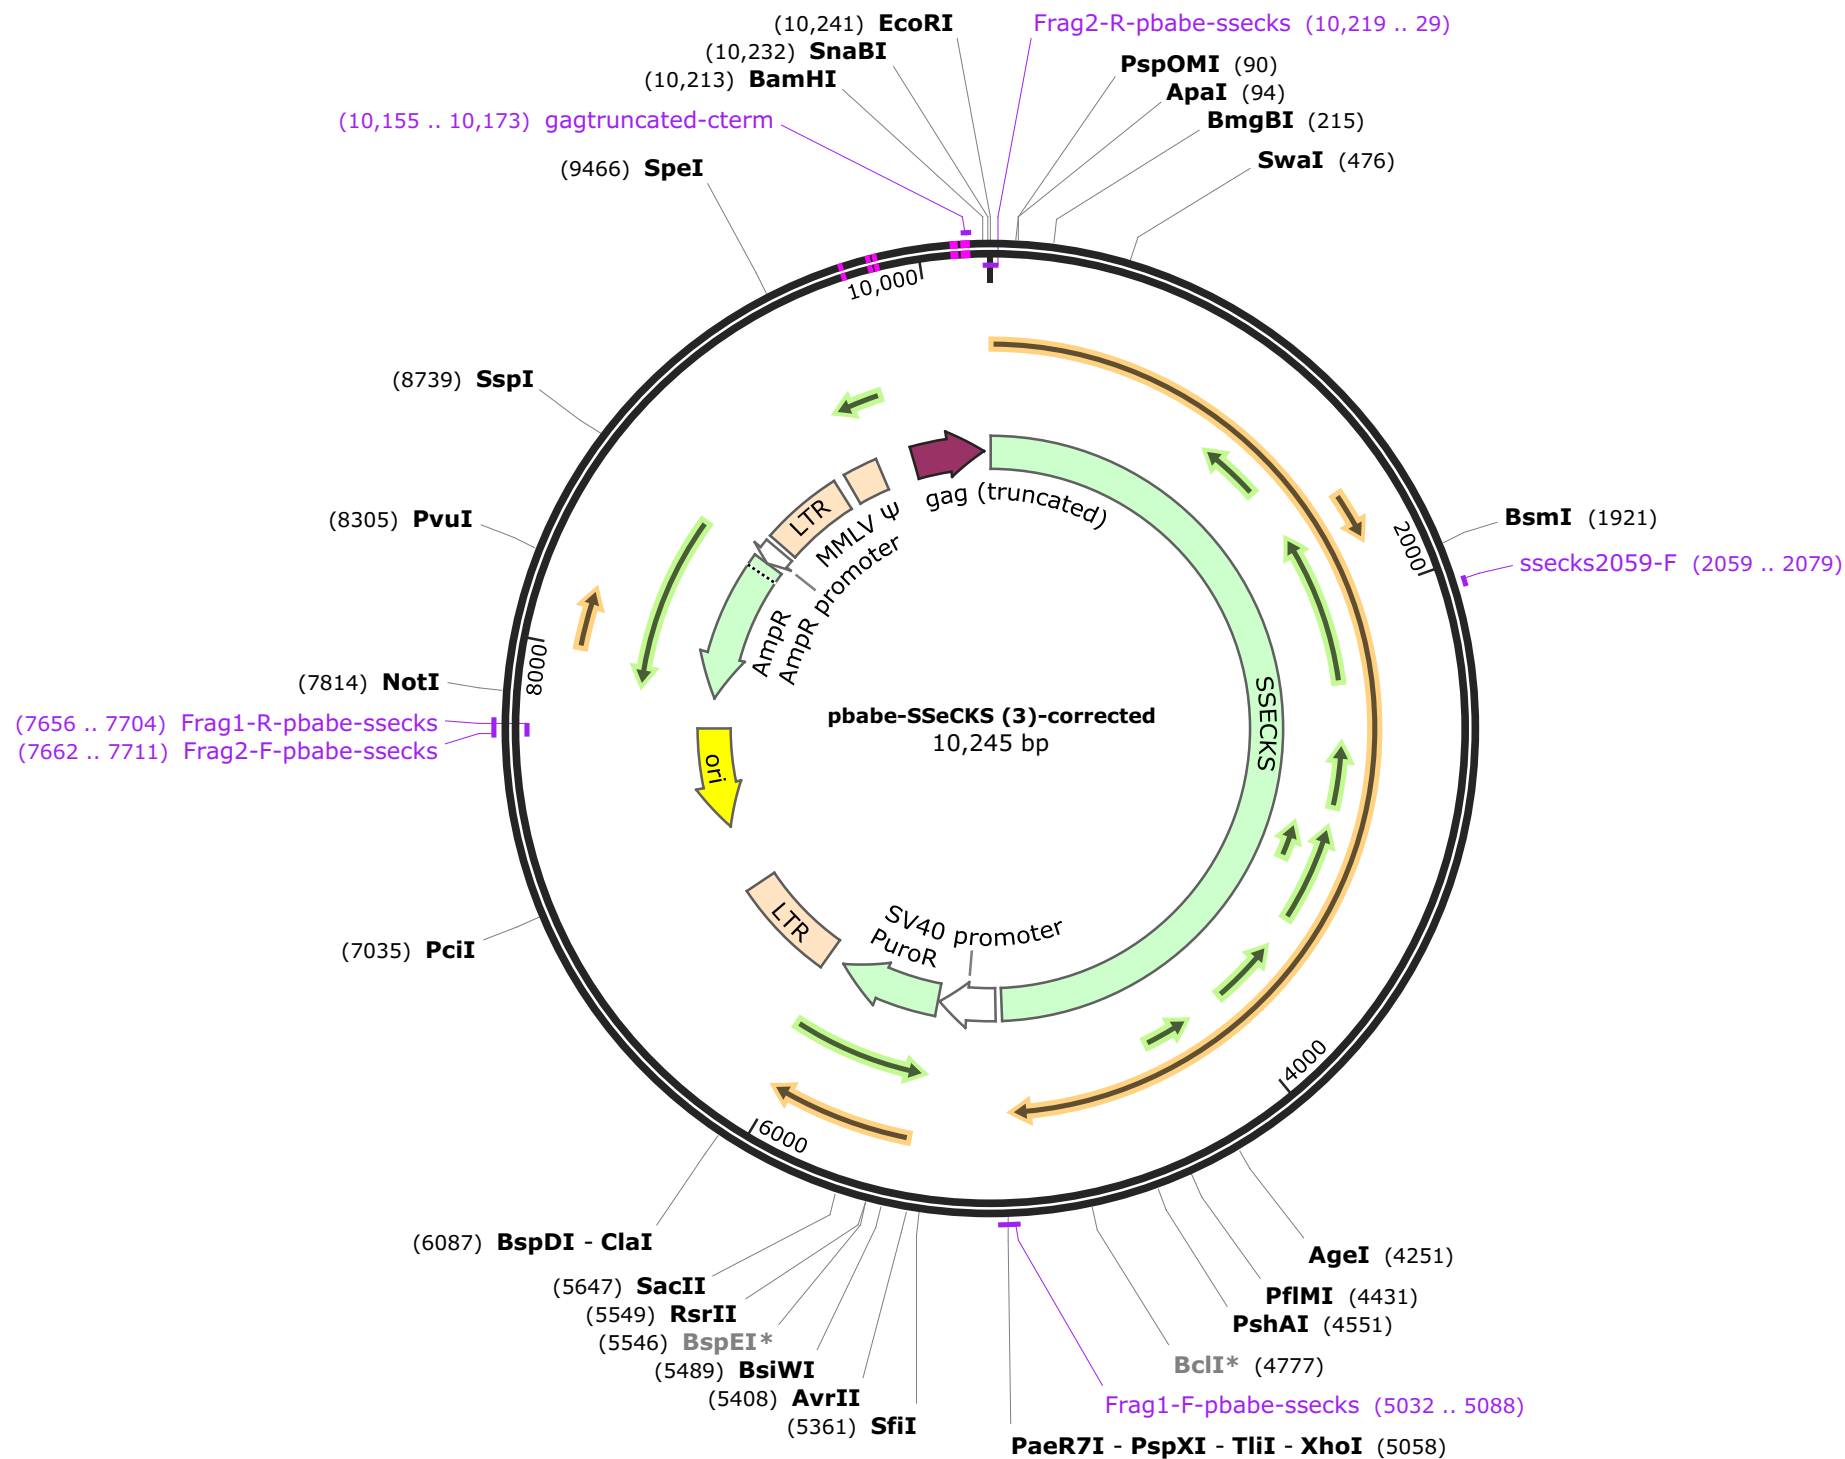 (10,241) EcoRI
(10,232) SnaBI
(10,213) BamHI
(10,155 .. 10,173) gagtruncated-cterm
(9466) SpeI
Frag2-R-pbabe-ssecks (10,219 .. 29)
PspOMI (90)
ApaI (94)
BmgBI (215)
SwaI (476)
10,000
(8739) SspI
(8305) PvuI
(7814) NotI
(7656 .. 7704) Frag1-R-pbabe-ssecks
(7662 .. 7711) Frag2-F-pbabe-ssecks
(7035) PciI
8000
BsmI (1921)
ssecks2059-F (2059 .. 2079)
2000
gag (truncated)
LTR
MMLV Ψ
AmpR promoter
AmpR
ori
LTR
SSECKS
pbabe-SSeCKS (3)-corrected
10,245 bp
SV40 promoter
PuroR
4000
6000
(6087) BspDI - ClaI
(5647) SacII
(5549) RsrII
(5546) BspEI*
(5489) BsiWI
(5408) AvrII
(5361) SfiI
AgeI (4251)
PflMI (4431)
PshAI (4551)
BclI* (4777)
Frag1-F-pbabe-ssecks (5032 .. 5088)
PaeR7I - PspXI - TliI - XhoI (5058)